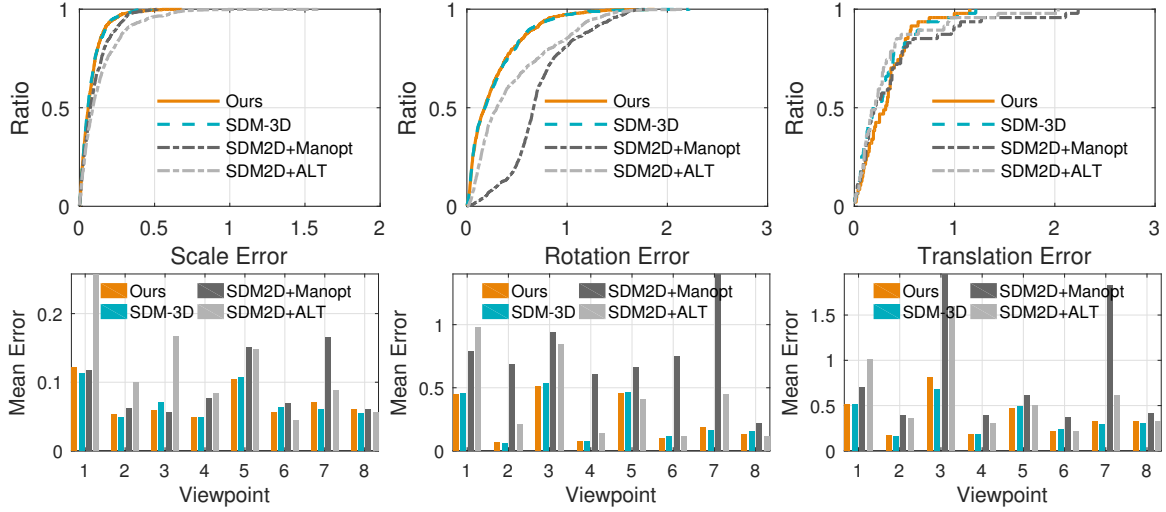 1
0.5
0
Ratio
0
0.5
1
1.5
2
Scale Error
Ours
SDM-3D
SDM2D+Manopt
SDM2D+ALT
1
0.5
0
Ratio
0
1
2
3
Rotation Error
Ours
SDM-3D
SDM2D+Manopt
SDM2D+ALT
1
0.5
0
Ratio
0
1
2
3
Translation Error
Ours
SDM-3D
SDM2D+Manopt
SDM2D+ALT
0.2
0.1
0
Mean Error
Ours
SDM-3D
SDM2D+Manopt
SDM2D+ALT
1 2 3 4 5 6 7 8
Viewpoint
1
0.5
0
Mean Error
Ours
SDM-3D
SDM2D+Manopt
SDM2D+ALT
1 2 3 4 5 6 7 8
Viewpoint
1.5
1
0.5
0
Mean Error
Ours
SDM-3D
SDM2D+Manopt
SDM2D+ALT
1 2 3 4 5 6 7 8
Viewpoint